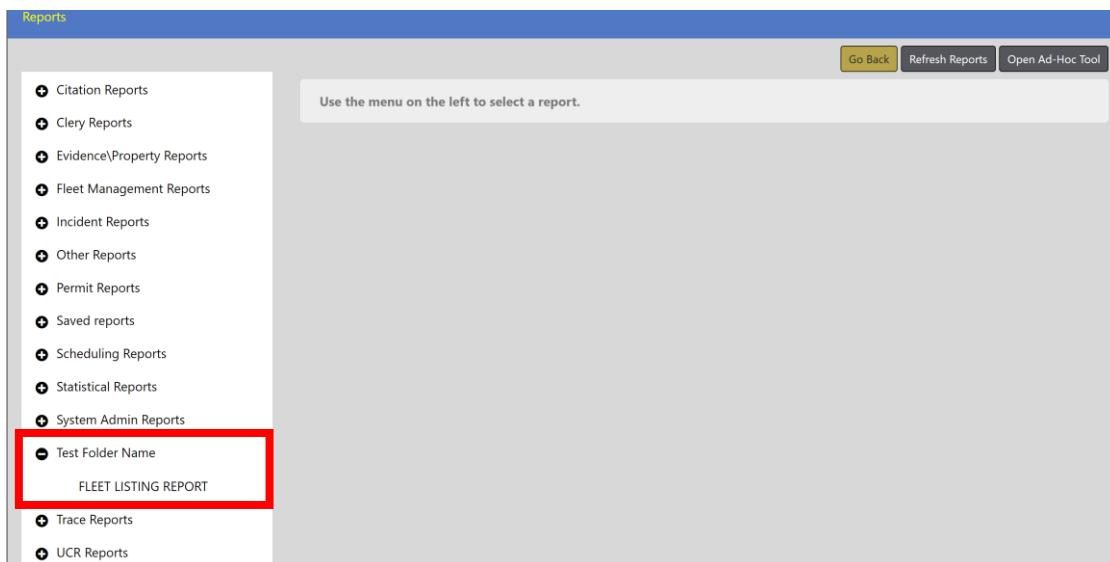 Reports
Go Back Refresh Reports Open Ad-Hoc Tool
Use the menu on the left to select a report.
Citation Reports
Clery Reports
Evidence\Property Reports
Fleet Management Reports
Incident Reports
Other Reports
Permit Reports
Saved reports
Scheduling Reports
Statistical Reports
System Admin Reports
Test Folder Name
FLEET LISTING REPORT
Trace Reports
UCR Reports